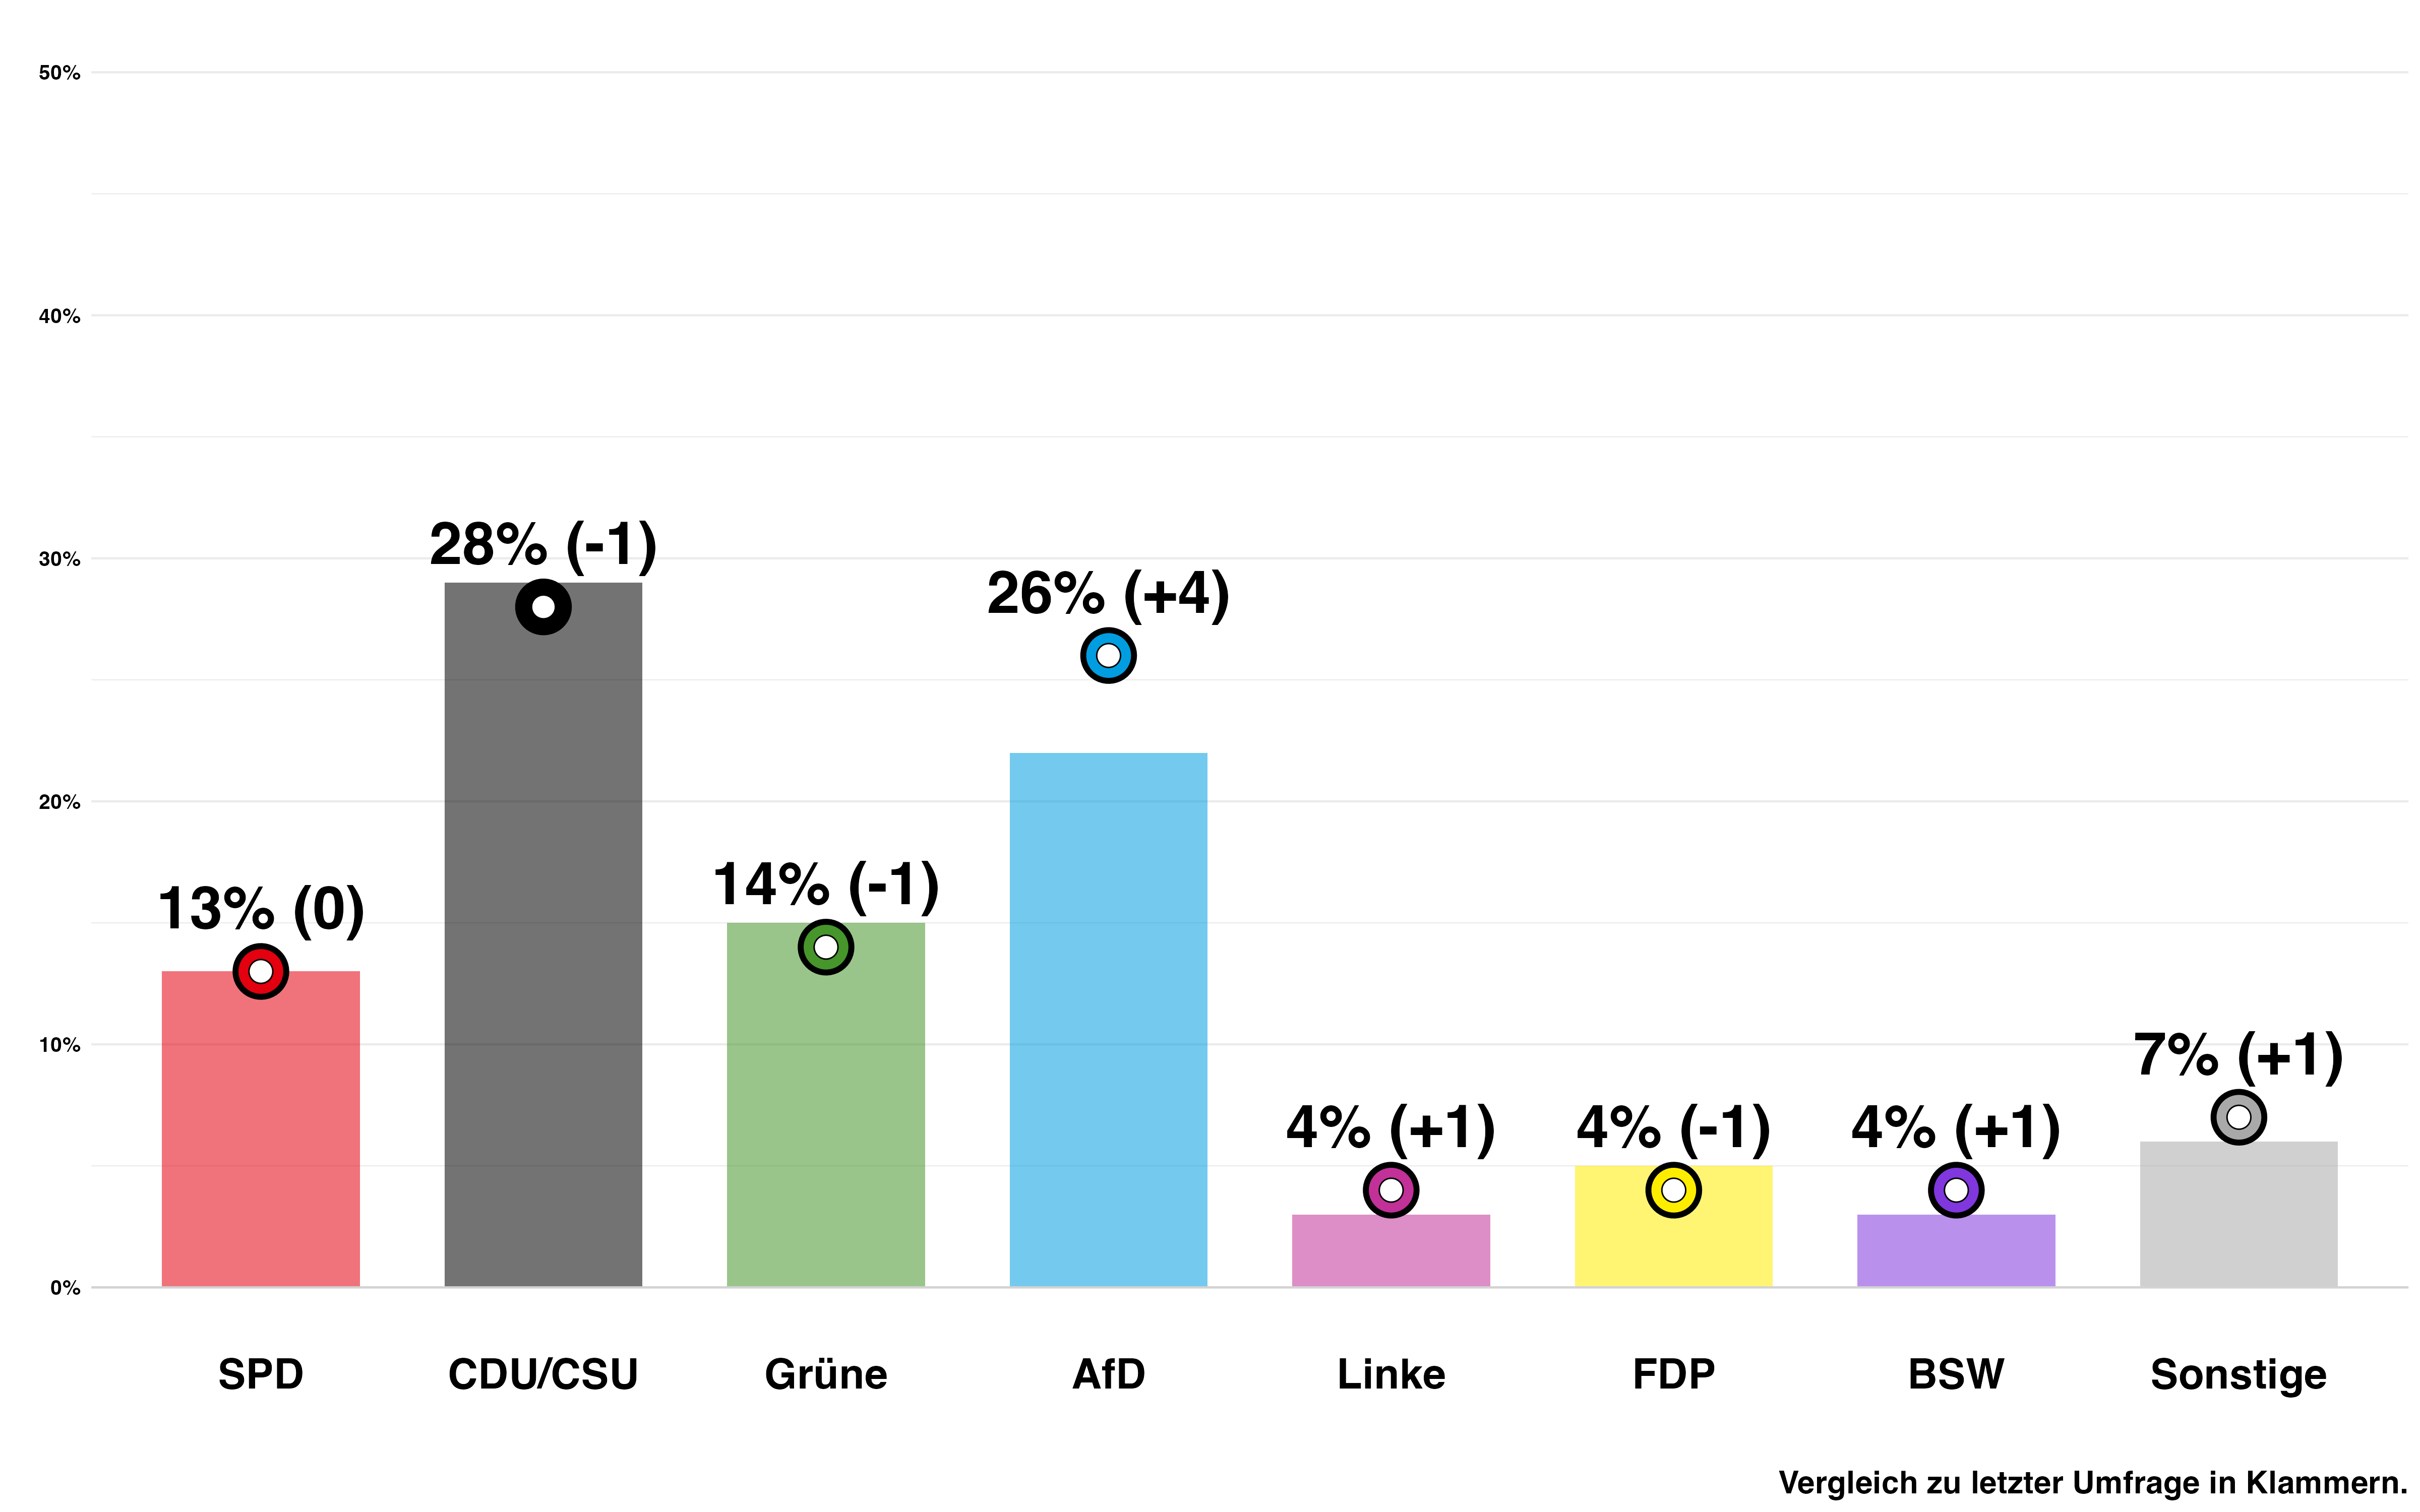 50%
40%
30%
20%
10%
0%
13% (0)
28% (-1)
14% (-1)
26% (+4)
4% (+1)
4% (-1)
4% (+1)
7% (+1)
SPD
CDU/CSU
Grüne
AfD
Linke
FDP
BSW
Sonstige
Vergleich zu letzter Umfrage in Klammern.